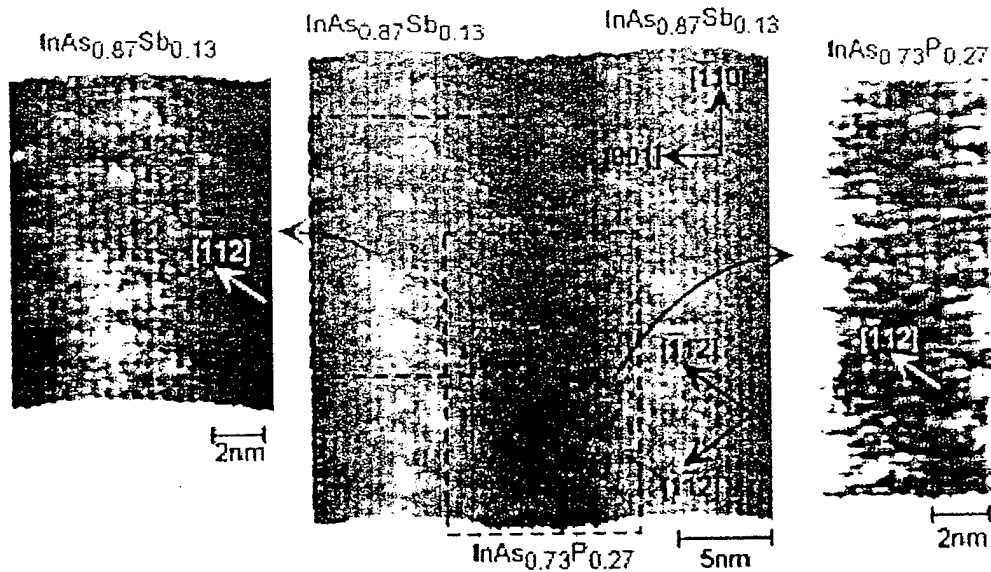 InAs0.87Sb0.13
InAs0.87Sb0.13
InAs0.87Sb0.13
InAs0.73P0.27
[110]
[001]
[112]
[112]
[112]
[112]
2nm
InAs0.73P0.27
5nm
2nm